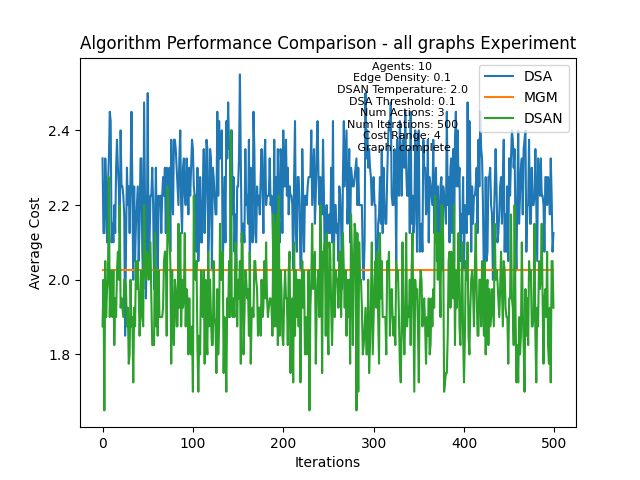 Algorithm Performance Comparison - all graphs Experiment
Agents: 10
Edge Density: 0.1
DSAN Temperature: 2.0
DSA Threshold: 0.1
Num Actions: 3
Num Iterations: 500
Cost Range: 4
Graph: complete
DSA
MGM
DSAN
Average Cost
2.4
2.2
2.0
1.8
0
100
200
300
400
500
Iterations